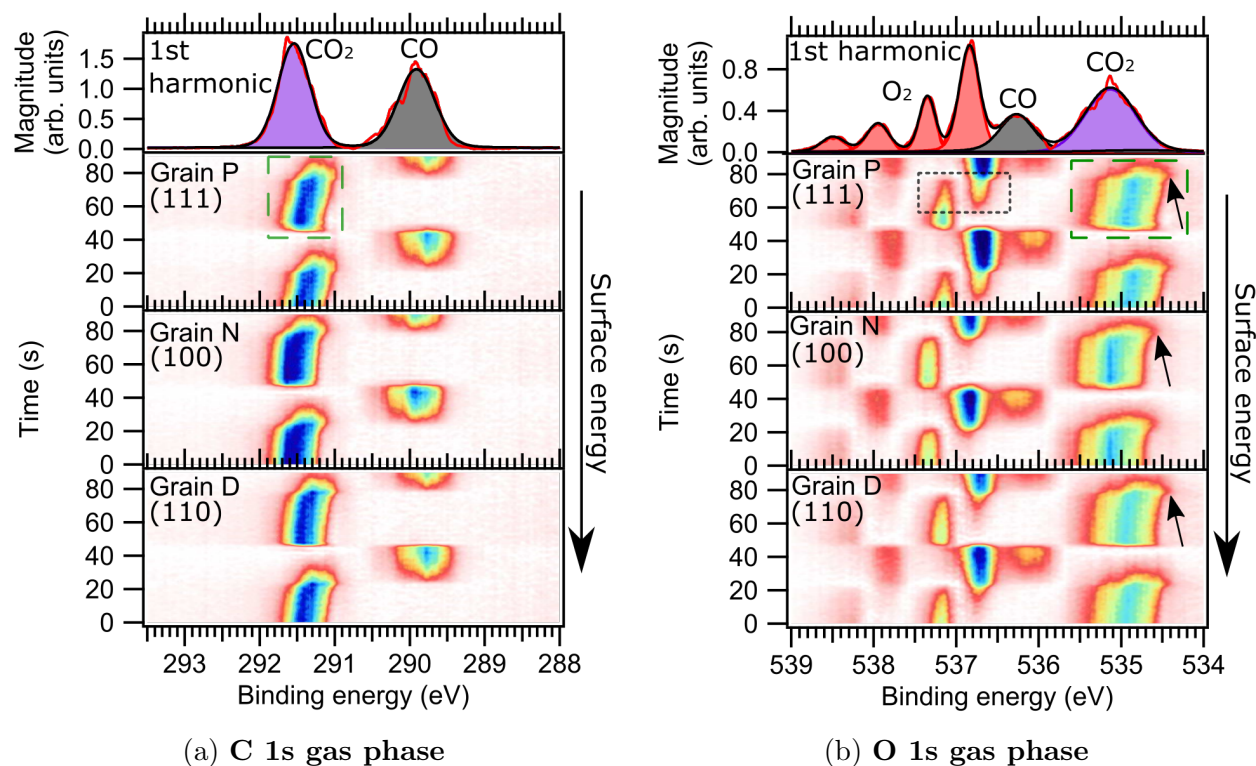 Magnitude
(arb. units)
1.5
1.0
0.5
0.0
1st
harmonic
CO₂
CO
80
60
40
20
0
Grain P
(111)
80
60
40
20
0
Grain N
(100)
80
60
40
20
0
Grain D
(110)
Time (s)
Surface energy
293 292 291 290 289 288
Binding energy (eV)
(a) C 1s gas phase
Magnitude
(arb. units)
0.8
0.4
0.0
1st harmonic
O₂
CO
CO₂
80
60
40
20
0
Grain P
(111)
80
60
40
20
0
Grain N
(100)
80
60
40
20
0
Grain D
(110)
Time (s)
Surface energy
539 538 537 536 535 534
Binding energy (eV)
(b) O 1s gas phase